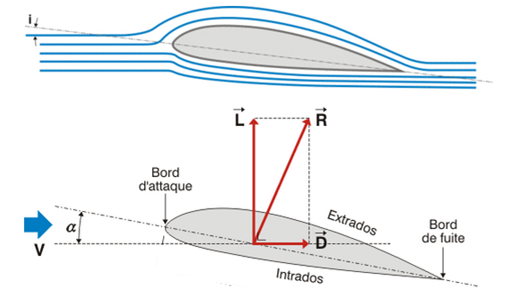 i
L
R
Bord
d'attaque
Extrados
Bord
de fuite
α
V
D
Intrados